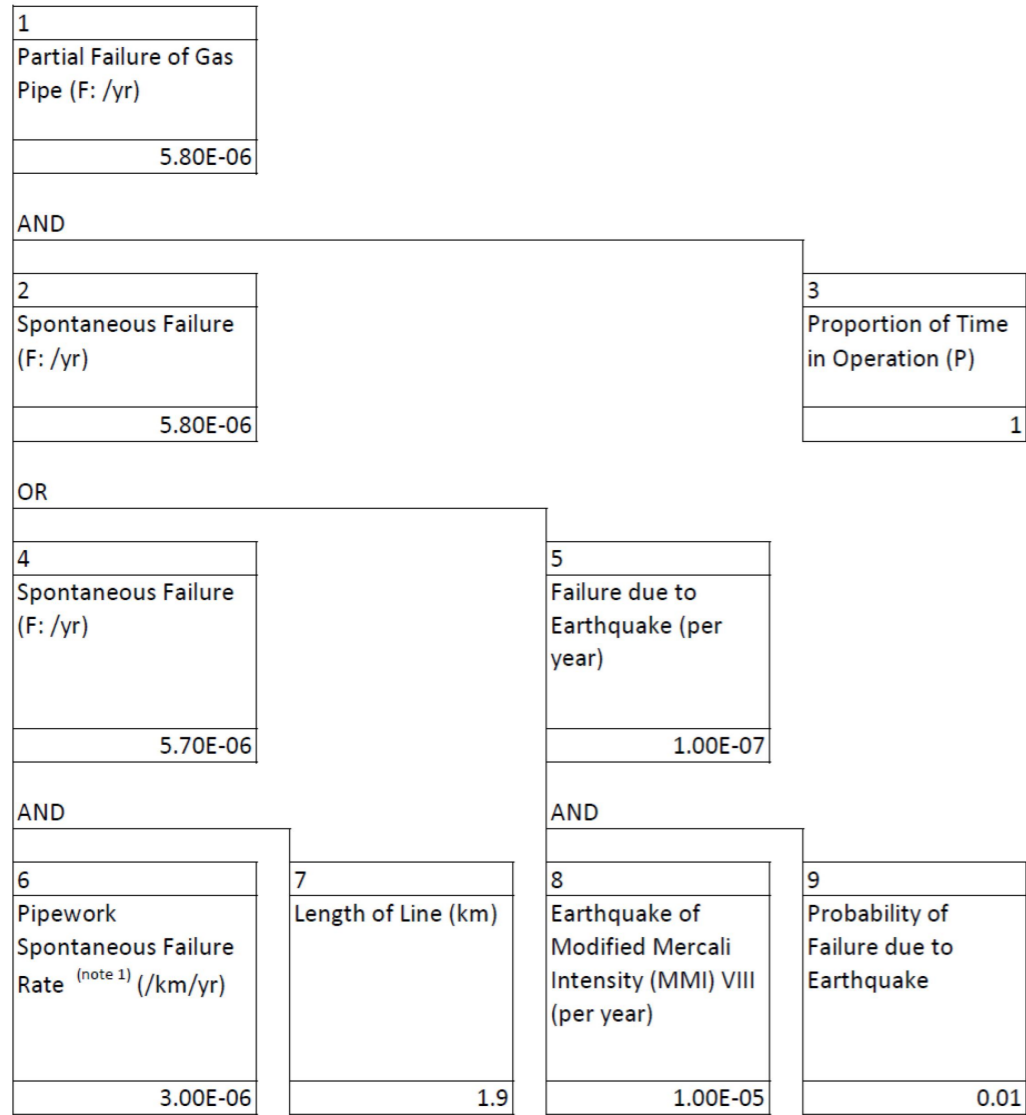 1
Partial Failure of Gas
Pipe (F: /yr)
5.80E-06
AND
2
Spontaneous Failure
(F: /yr)
5.80E-06
3
Proportion of Time
in Operation (P)
1
OR
4
Spontaneous Failure
(F: /yr)
5.70E-06
5
Failure due to
Earthquake (per
year)
1.00E-07
AND
AND
6
Pipework
Spontaneous Failure
Rate (note 1) (/km/yr)
3.00E-06
7
Length of Line (km)
1.9
8
Earthquake of
Modified Mercali
Intensity (MMI) VIII
(per year)
1.00E-05
9
Probability of
Failure due to
Earthquake
0.01